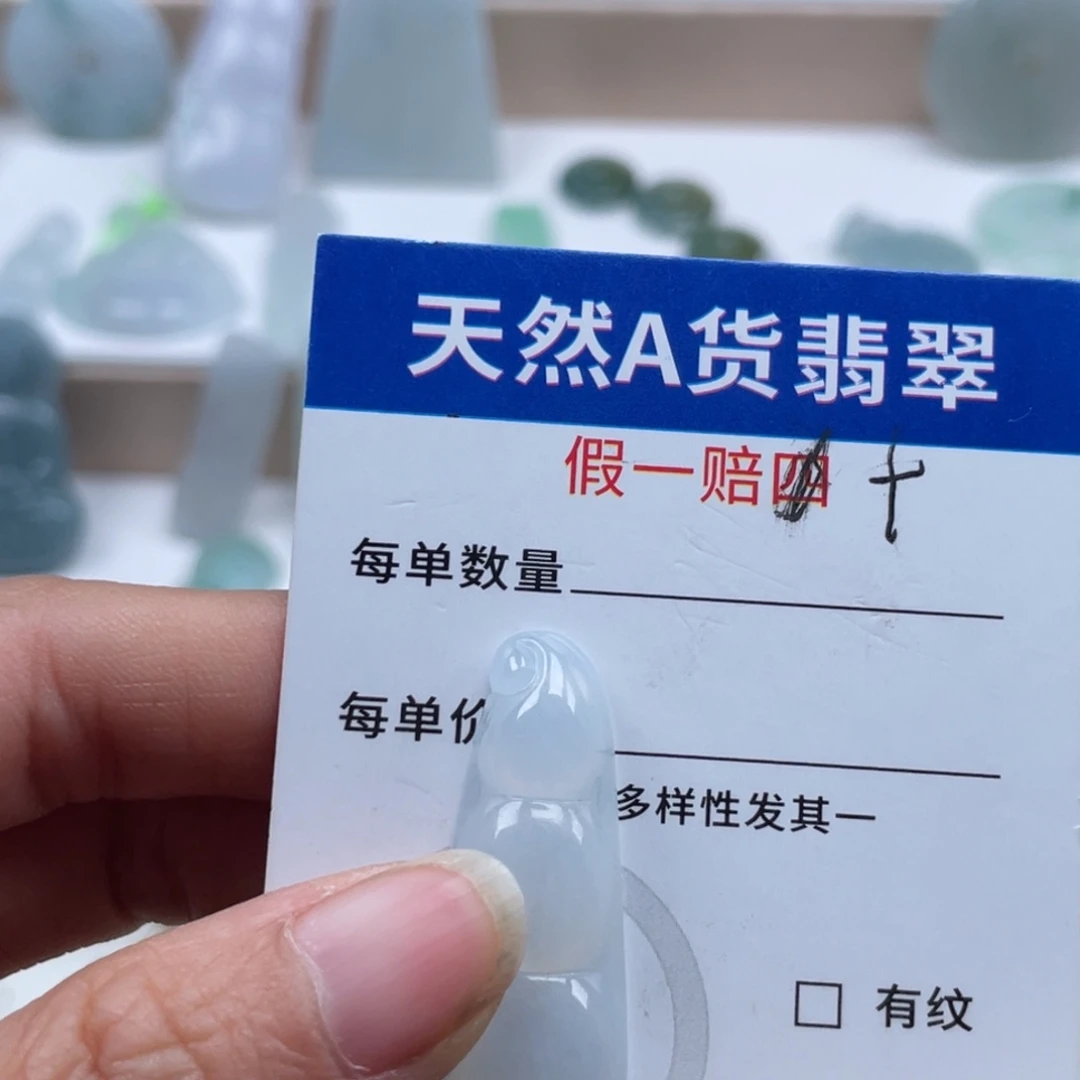 天然A货翡翠
假一赔四 十
每单数量
每单价
多样性发其一
有纹